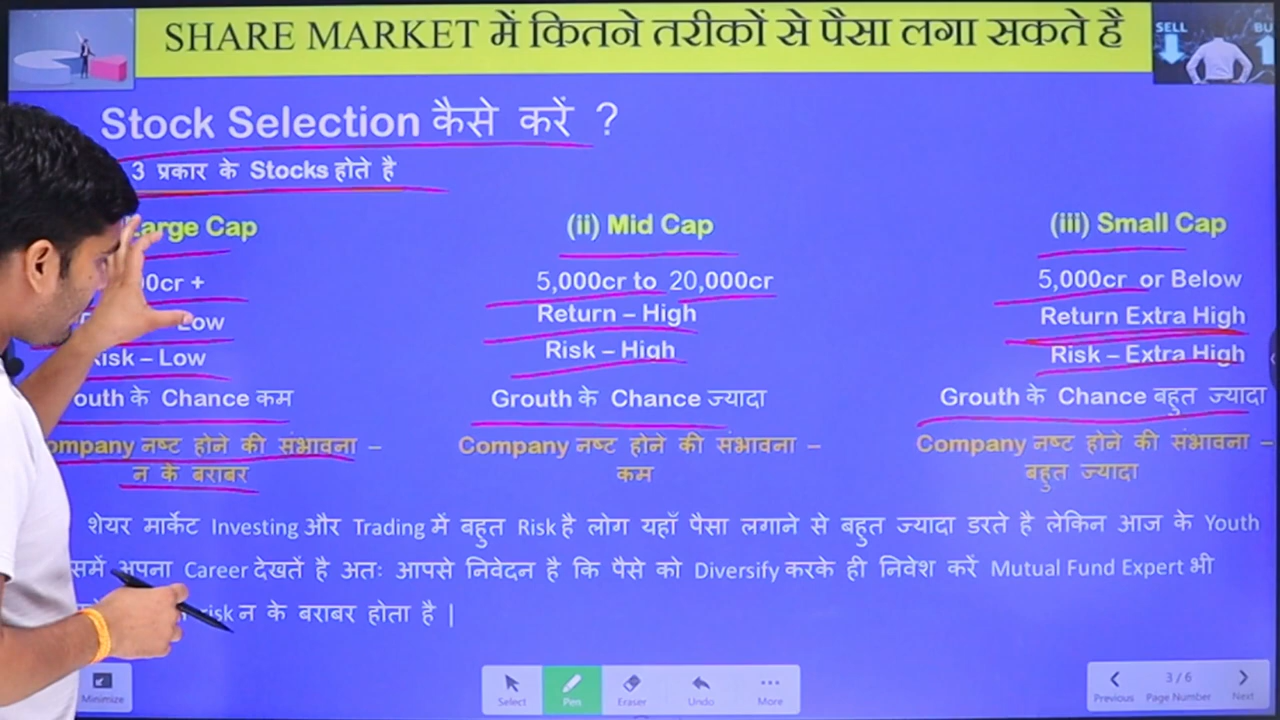 SHARE MARKET में कितने तरीकों से पैसा लगा सकते है
SELL
BU
Stock Selection कैसे करें ?
3 प्रकार के Stocks होते है
Large Cap
(ii) Mid Cap
(iii) Small Cap
00cr +
5,000cr to 20,000cr
5,000cr or Below
– Low
Return – High
Return Extra High
Risk – Low
Risk – High
Risk – Extra High
outh के Chance कम
Grouth के Chance ज्यादा
Grouth के Chance बहुत ज्यादा
ompany नष्ट होने की संभावना –
Company नष्ट होने की संभावना –
Company नष्ट होने की संभावना –
न के बराबर
कम
बहुत ज्यादा
शेयर मार्केट Investing और Trading में बहुत Risk है लोग यहाँ पैसा लगाने से बहुत ज्यादा डरते है लेकिन आज के Youth
समें अपना Career देखतें है अतः आपसे निवेदन है कि पैसे को Diversify करके ही निवेश करें Mutual Fund Expert भी
risk न के बराबर होता है |
Minimize
Select
Pen
Eraser
Undo
More
Previous
3 / 6
Page Number
Next